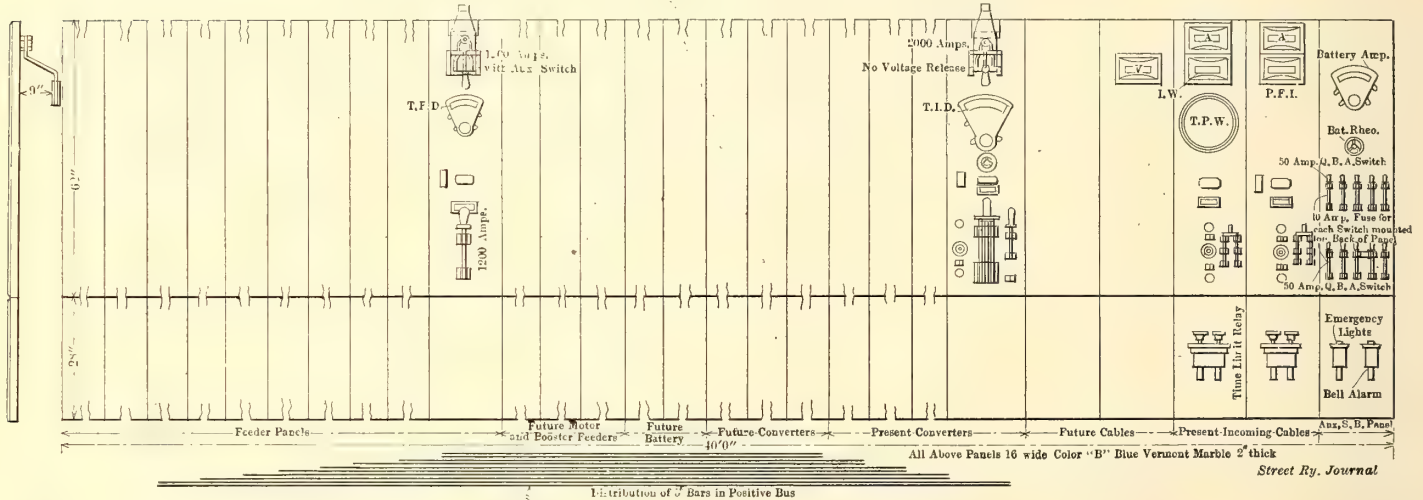 Amps.
with Aux Switch
2000 Amps.
No Voltage Release
V
A
A
Battery Amp.
9"
T.F.D.
T.I.D.
I.W.
P.F.I.
T.P.W.
Bat.Rheo.
50 Amp. Q.B.A. Switch
10 Amp. Fuse for
each Switch mounted
on Back of Panel
1200 Amps.
50 Amp. Q.B.A. Switch
28"
Time Limit Relay
Emergency
Lights
Bell Alarm
Feeder Panels
Future Motor
and Booster Feeders
Future
Battery
Future Converters
Present Converters
Future Cables
Present Incoming Cables
Aux. S.B. Panel
40'0"
All Above Panels 16 wide Color "B" Blue Vermont Marble 2" thick
Street Ry. Journal
Distribution of Bars in Positive Bus